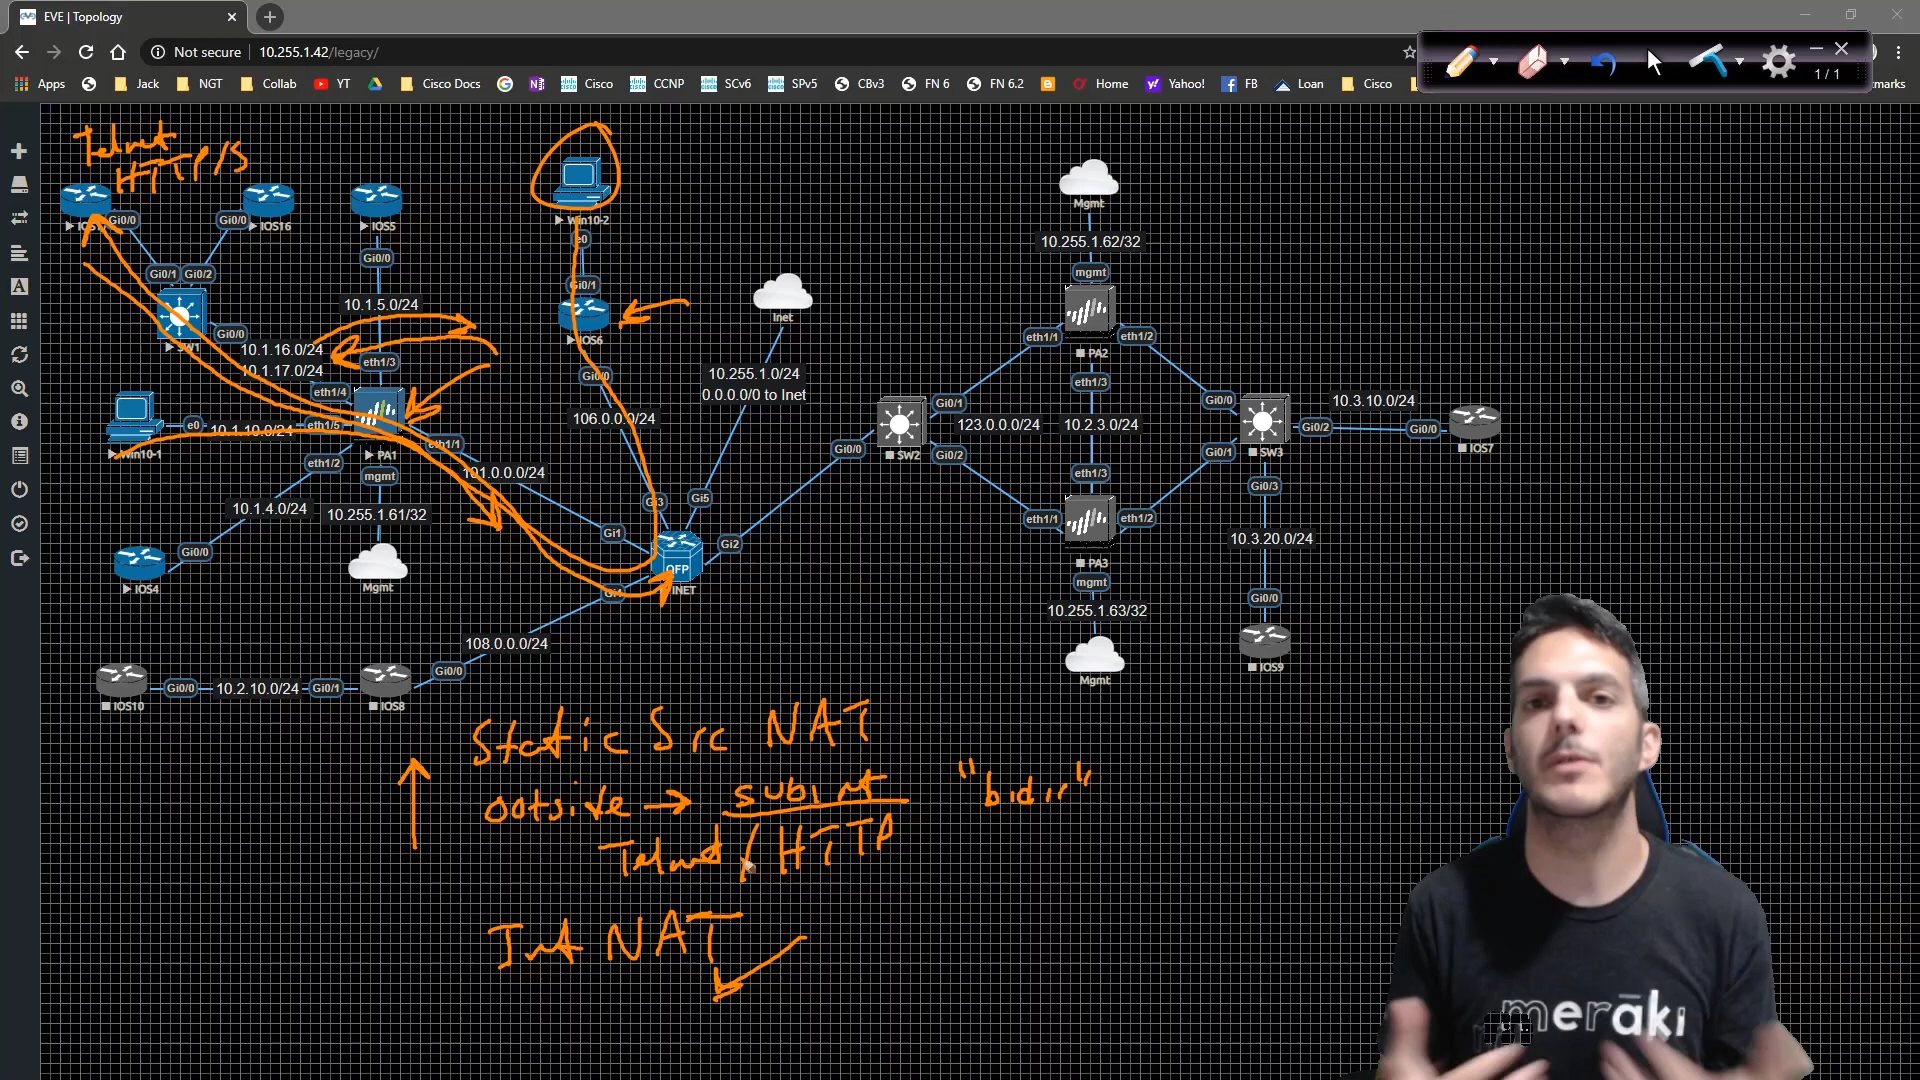 EVE | Topology
Not secure
10.255.1.42/legacy/
1 / 1
Apps
Jack
NGT
Collab
YT
Cisco Docs
Cisco
CCNP
SCv6
SPv5
CBv3
FN 6
FN 6.2
Home
Yahoo!
FB
Loan
Cisco
marks
Telnet
HTTP/S
Gi0/0
Gi0/0
IOS16
IOS5
Gi0/0
Win10-2
e0
Gi0/1
Gi0/2
Gi0/1
10.1.5.0/24
Gi0/0
SW1
IOS6
10.1.16.0/24
10.1.17.0/24
eth1/3
eth1/4
Gi0/0
Inet
10.255.1.0/24
0.0.0.0/0 to Inet
106.0.0.0/24
e0
10.1.10.0/24
eth1/5
eth1/1
Win10-1
PA1
eth1/2
mgmt
101.0.0.0/24
10.1.4.0/24
10.255.1.61/32
Gi3
Gi5
Gi1
Gi2
Gi0/0
IOS4
Mgmt
QFP
INET
Gi4
108.0.0.0/24
Gi0/0
Gi0/0
10.2.10.0/24
Gi0/1
IOS10
IOS8
Mgmt
10.255.1.62/32
mgmt
eth1/1
eth1/2
PA2
eth1/3
Gi0/1
Gi0/0
123.0.0.0/24
10.2.3.0/24
10.3.10.0/24
Gi0/0
SW2
Gi0/2
Gi0/1
SW3
Gi0/2
Gi0/0
IOS7
eth1/3
Gi0/3
eth1/1
eth1/2
10.3.20.0/24
PA3
mgmt
10.255.1.63/32
Gi0/0
IOS9
Mgmt
Static Src NAT
outside → subint "bidir"
Telnet / HTTP
Int NAT
meraki